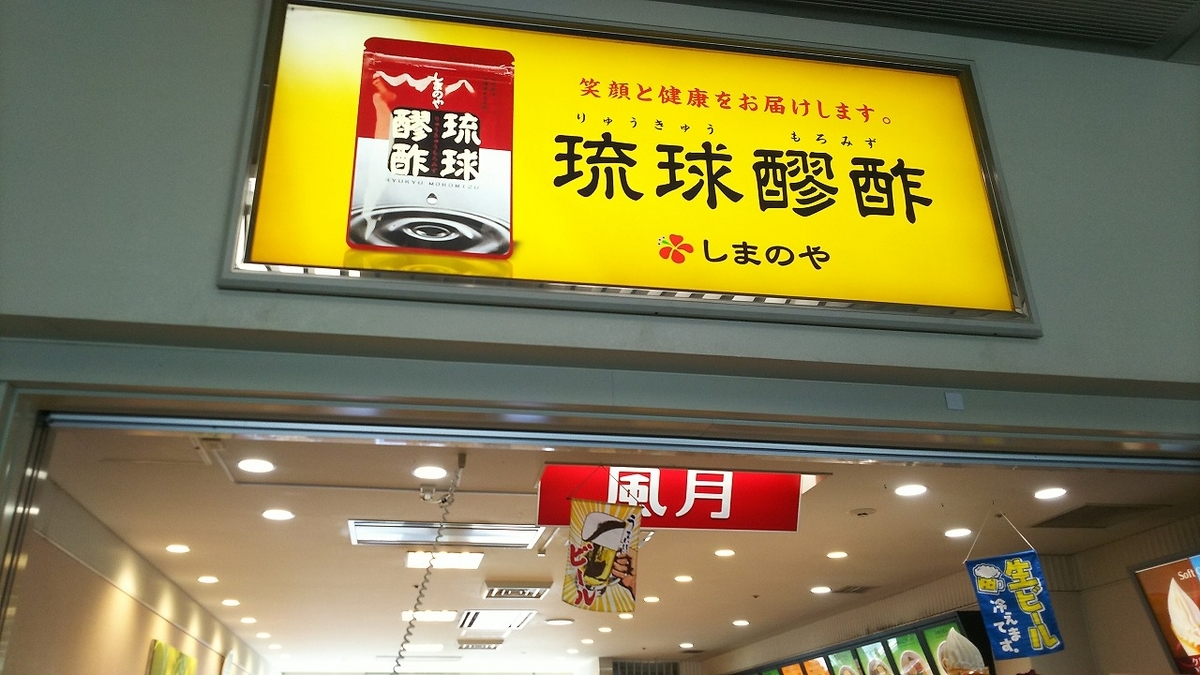 しまのや
琉球
醪酢
RYUKYU MOROMIZU
笑顔と健康をお届けします。
りゅうきゅう もろみず
琉球醪酢
しまのや
風月
ビール
生ビール
冷えてます。
Soft